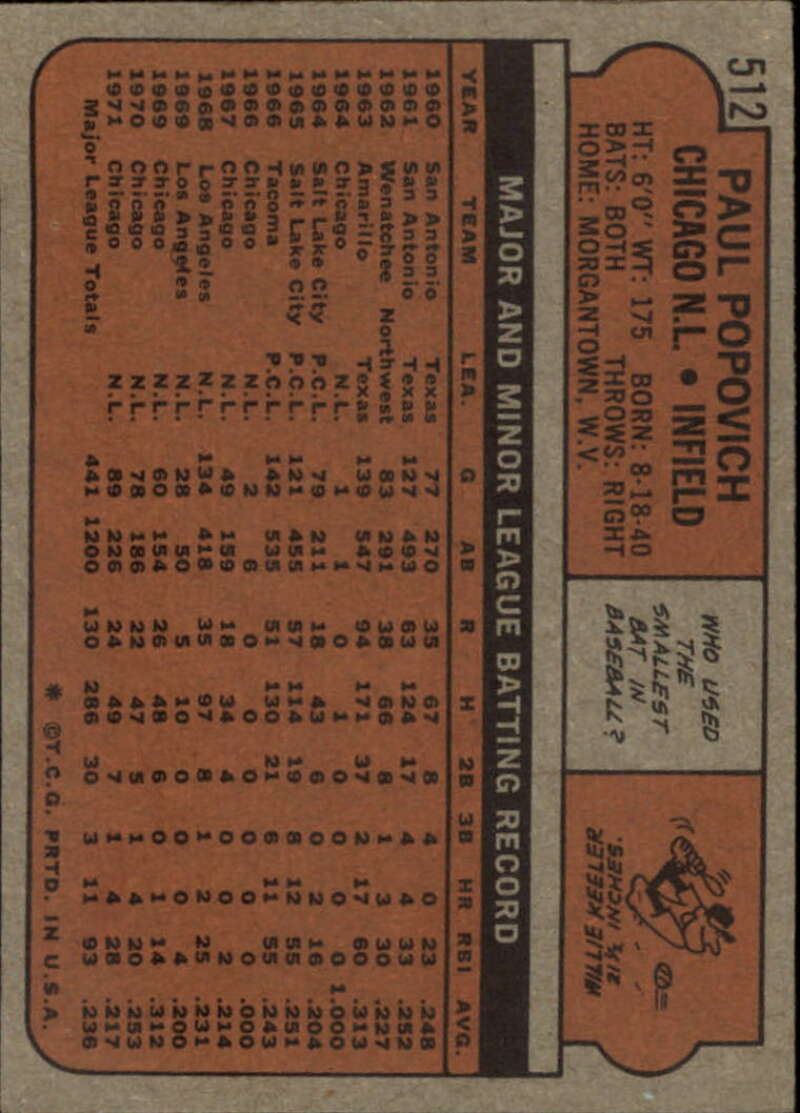 512
PAUL POPOVICH
CHICAGO N.L. • INFIELD
HT: 6'0" WT: 175 BORN: 8-18-40
BATS: BOTH THROWS: RIGHT
HOME: MORGANTOWN, W.V.
WHO USED
THE
SMALLEST
BAT IN
BASEBALL?
WILLIE KEELER
31½ INCHES.
MAJOR AND MINOR LEAGUE BATTING RECORD
YEAR TEAM LEA. G AB R H 2B 3B HR RBI AVG.
1960 San Antonio Texas 77 270 35 67 8 4 0 23 .248
1961 San Antonio Texas 127 493 63 124 17 4 4 33 .252
1962 Wenatchee Northwest 83 291 38 66 8 1 3 30 .227
1963 Amarillo Texas 139 547 94 171 37 2 17 60 .313
1964 Chicago N.L. 1 1 0 1 0 0 0 0 1.000
1964 Salt Lake City P.C.L. 79 211 18 43 6 0 2 16 .204
1965 Salt Lake City P.C.L. 121 455 57 114 19 8 12 55 .251
1966 Tacoma P.C.L. 142 535 51 130 21 6 11 55 .243
1966 Chicago N.L. 2 6 0 0 0 0 0 0 .000
1967 Chicago N.L. 49 159 18 34 4 0 0 2 .214
1968 Los Angeles N.L. 134 418 35 97 8 1 2 25 .231
1969 Los Angeles N.L. 28 50 5 10 0 0 0 4 .200
1969 Chicago N.L. 60 154 26 48 6 0 1 14 .312
1970 Chicago N.L. 78 186 22 47 5 1 4 20 .253
1971 Chicago N.L. 89 226 24 49 7 1 4 28 .217
Major League Totals 441 1200 130 286 30 3 11 93 .236
* ©T.C.G. PRTD. IN U.S.A.